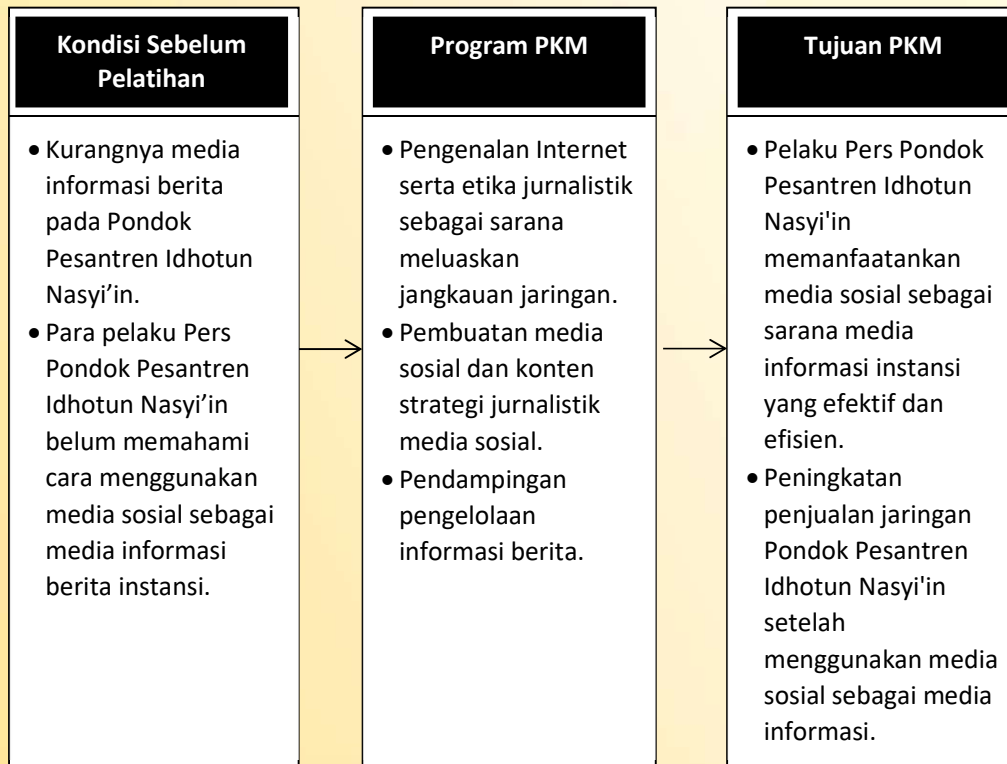 Kondisi Sebelum
Pelatihan
• Kurangnya media
informasi berita
pada Pondok
Pesantren Idhotun
Nasyi’in.
• Para pelaku Pers
Pondok Pesantren
Idhotun Nasyi’in
belum memahami
cara menggunakan
media sosial sebagai
media informasi
berita instansi.
Program PKM
• Pengenalan Internet
serta etika jurnalistik
sebagai sarana
meluaskan
jangkauan jaringan.
• Pembuatan media
sosial dan konten
strategi jurnalistik
media sosial.
• Pendampingan
pengelolaan
informasi berita.
Tujuan PKM
• Pelaku Pers Pondok
Pesantren Idhotun
Nasyi'in
memanfaatankan
media sosial sebagai
sarana media
informasi instansi
yang efektif dan
efisien.
• Peningkatan
penjualan jaringan
Pondok Pesantren
Idhotun Nasyi'in
setelah
menggunakan media
sosial sebagai media
informasi.